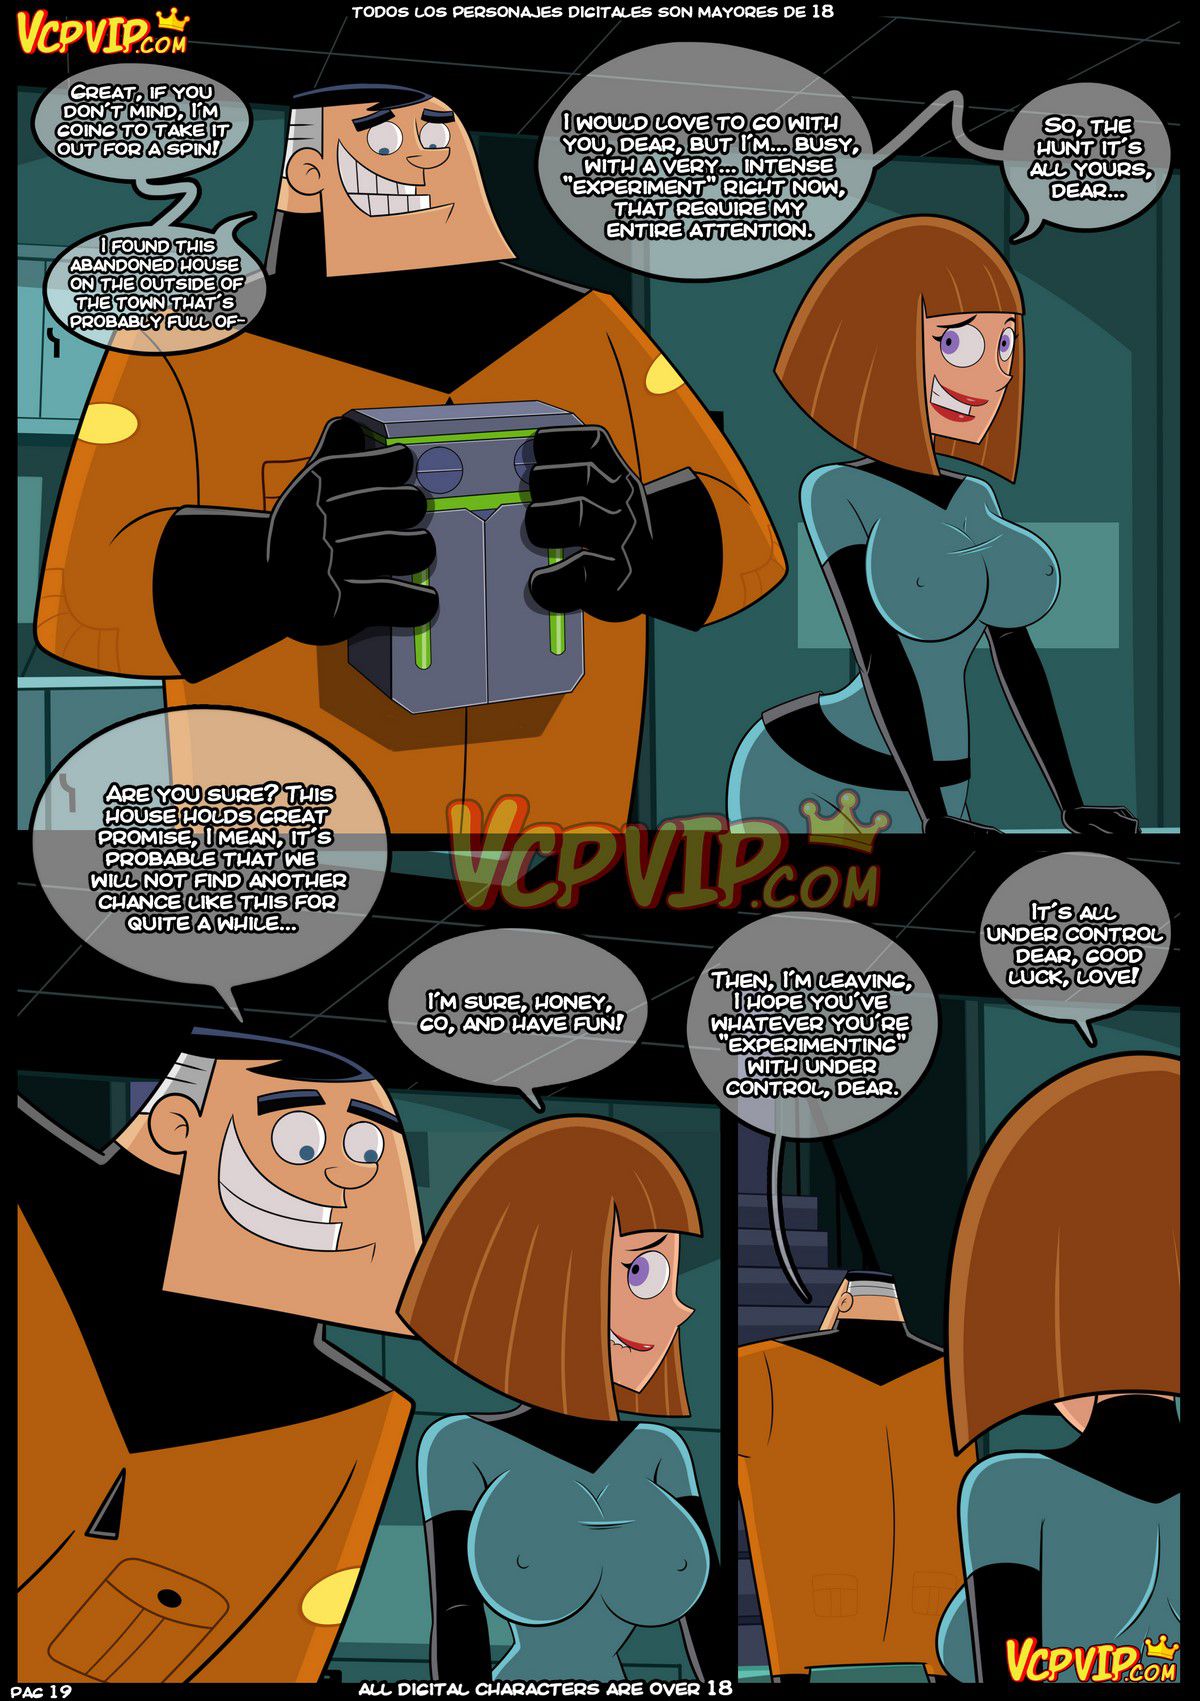 TODOS LOS PERSONAJES DIGITALES SON MAYORES DE 18
VCPVIP.COM
GREAT, IF YOU
DON'T MIND, I'M
GOING TO TAKE IT
OUT FOR A SPIN!
I FOUND THIS
ABANDONED HOUSE
ON THE OUTSIDE OF
THE TOWN THAT'S
PROBABLY FULL OF-
I WOULD LOVE TO GO WITH
YOU, DEAR, BUT I'M... BUSY,
WITH A VERY... INTENSE
"EXPERIMENT" RIGHT NOW,
THAT REQUIRE MY
ENTIRE ATTENTION.
SO, THE
HUNT IT'S
ALL YOURS,
DEAR...
ARE YOU SURE? THIS
HOUSE HOLDS GREAT
PROMISE, I MEAN, IT'S
PROBABLE THAT WE
WILL NOT FIND ANOTHER
CHANCE LIKE THIS FOR
QUITE A WHILE...
VCPVIP.COM
I'M SURE, HONEY,
GO, AND HAVE FUN!
THEN, I'M LEAVING,
I HOPE YOU'VE
WHATEVER YOU'RE
"EXPERIMENTING"
WITH UNDER
CONTROL, DEAR.
IT'S ALL
UNDER CONTROL
DEAR, GOOD
LUCK, LOVE!
VCPVIP.COM
PAG 19
ALL DIGITAL CHARACTERS ARE OVER 18